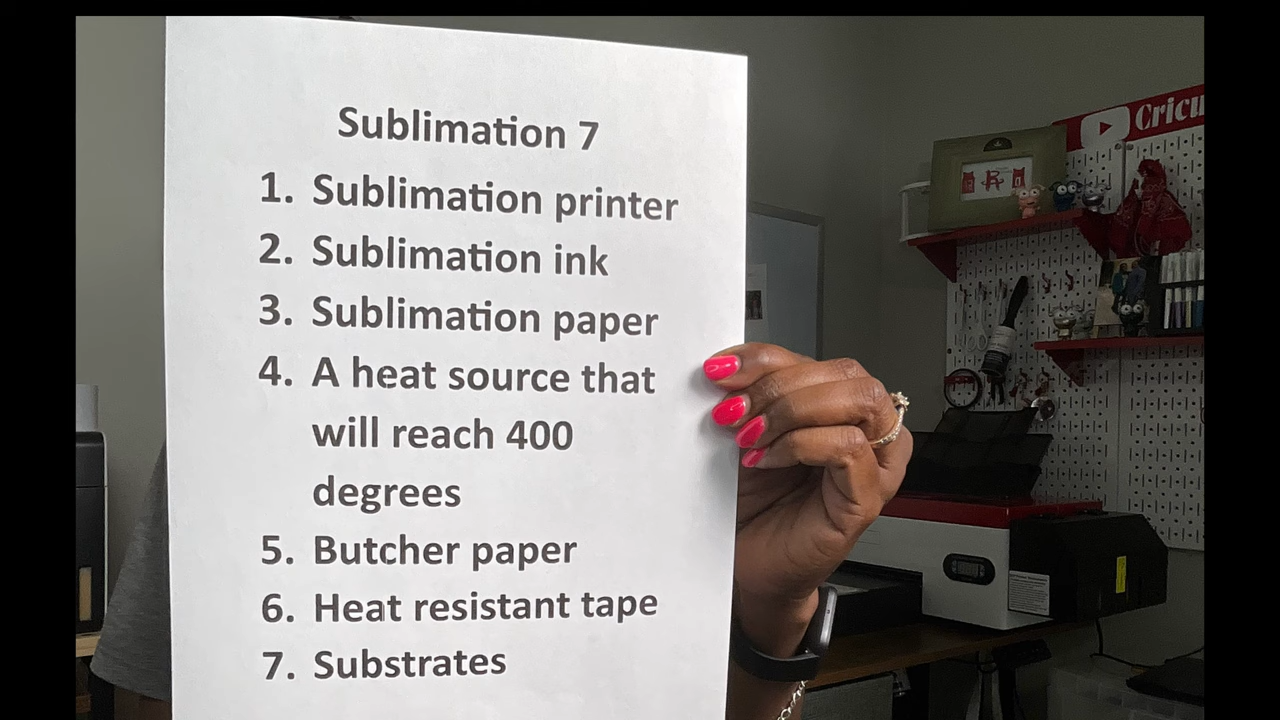 Sublimation 7
1. Sublimation printer
2. Sublimation ink
3. Sublimation paper
4. A heat source that
will reach 400
degrees
5. Butcher paper
6. Heat resistant tape
7. Substrates
Cricu